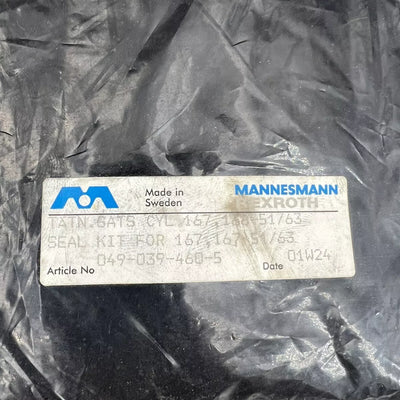 Made in
Sweden
MANNESMANN
REXROTH
TATN.SATS CYL 167,168-51/63
SEAL KIT FOR 167,167-51/63
049-039-460-5
01W24
Article No
Date